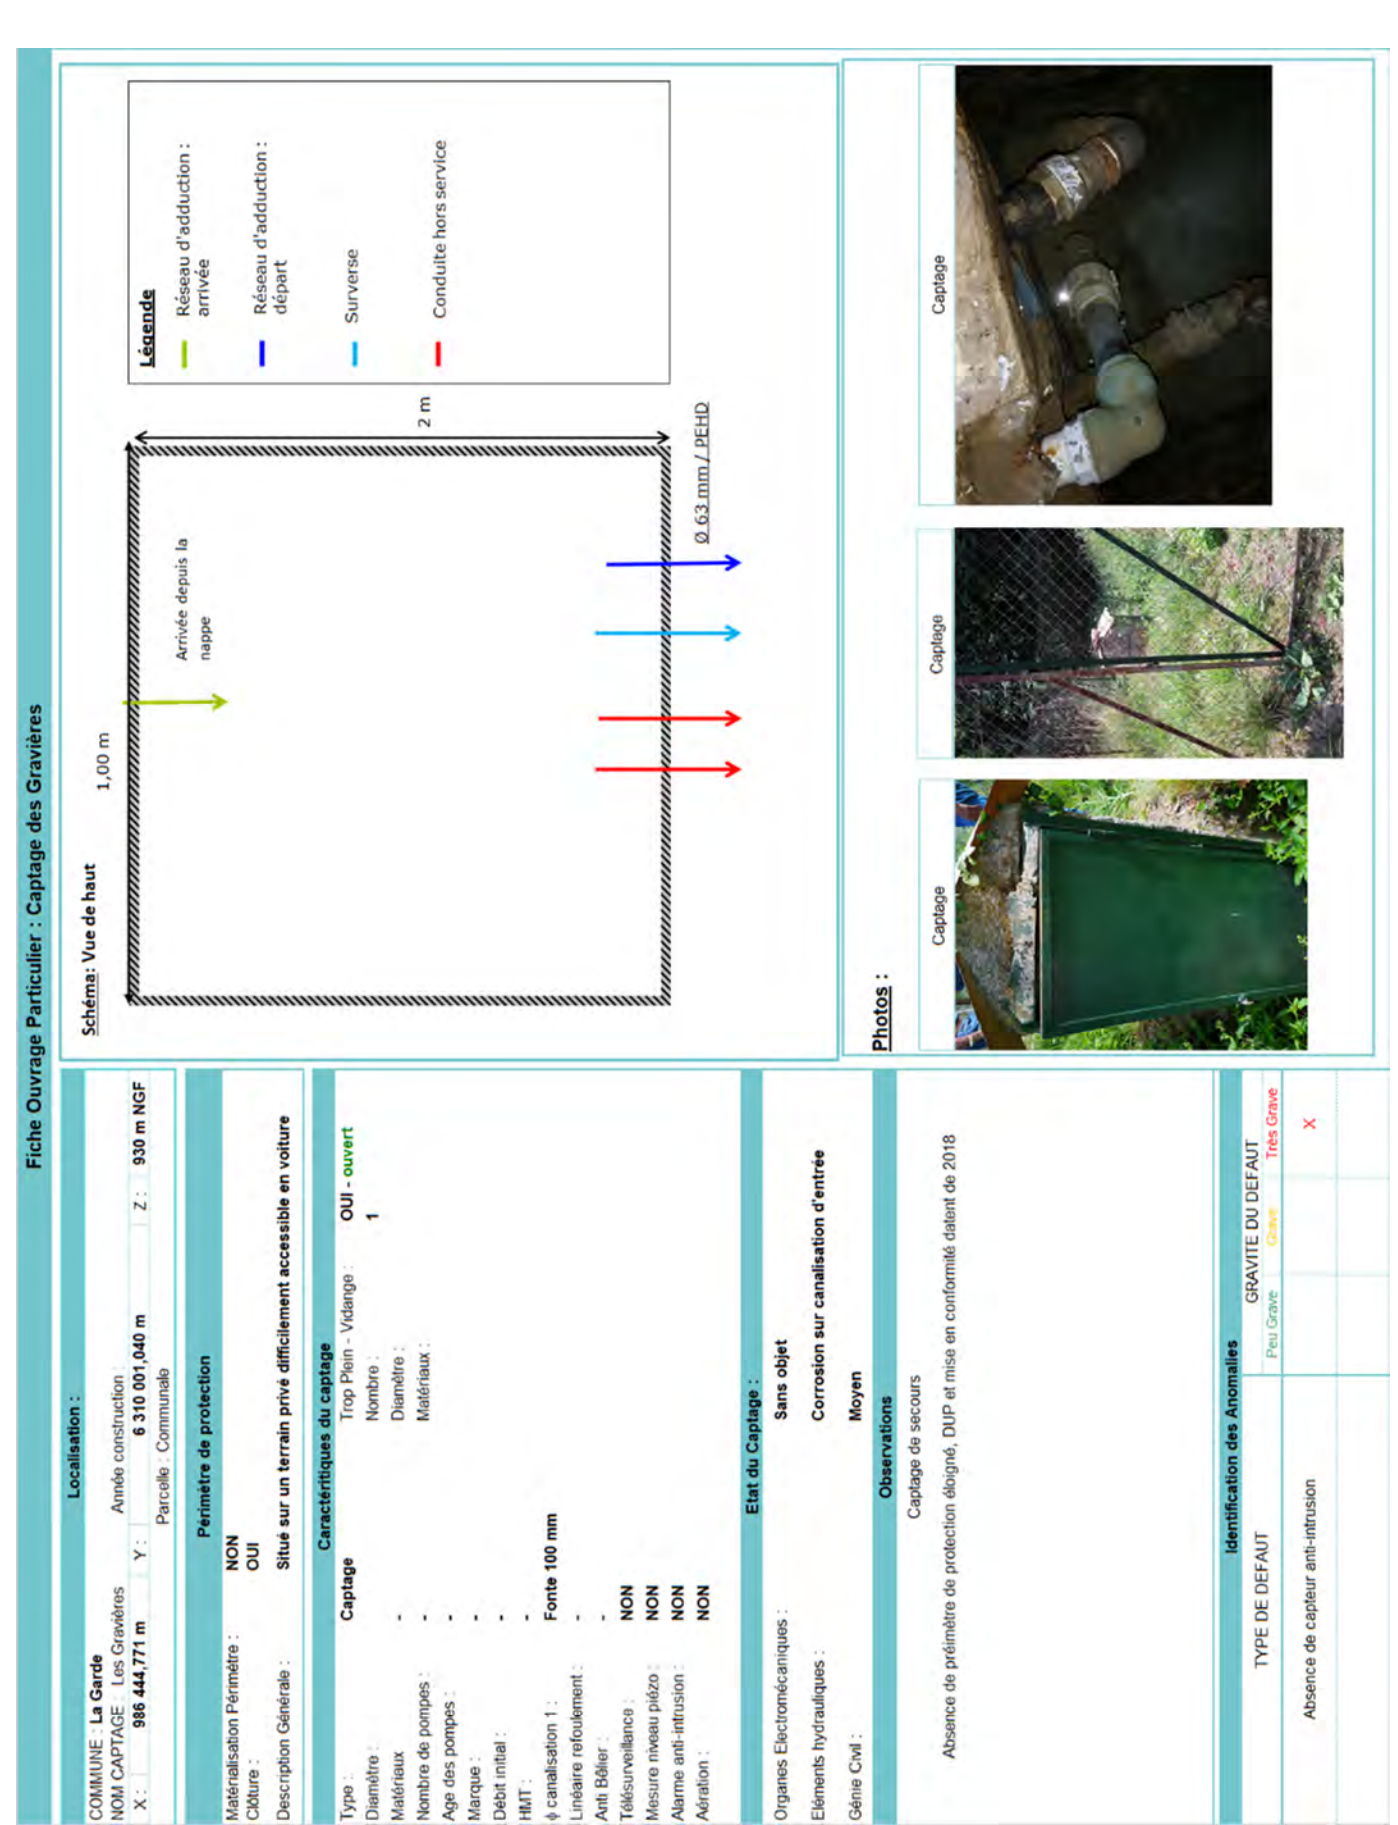 Fiche Ouvrage Particulier : Captage des Gravières
Localisation :
COMMUNE : La Garde
NOM CAPTAGE : Les Gravières Année construction :
X : 986 444,771 m Y : 6 310 001,040 m Z : 930 m NGF
Parcelle : Communale
Périmètre de protection
Matérialisation Périmètre : NON
Clôture : OUI
Description Générale : Situé sur un terrain privé difficilement accessible en voiture
Caractéritiques du captage
Type : Captage Trop Plein - Vidange : OUI - ouvert
Diamètre : Nombre : 1
Matériaux - Diamètre :
Nombre de pompes : - Matériaux :
Age des pompes : -
Marque : -
Débit initial : -
HMT : -
ϕ canalisation 1 : Fonte 100 mm
Linéaire refoulement : -
Anti Bélier : -
Télésurveillance : NON
Mesure niveau piézo : NON
Alarme anti-intrusion : NON
Aération : NON
Etat du Captage :
Organes Electromécaniques : Sans objet
Eléments hydrauliques : Corrosion sur canalisation d'entrée
Génie Civil : Moyen
Observations
Captage de secours
Absence de préimètre de protection éloigné, DUP et mise en conformité datent de 2018
Identification des Anomalies
TYPE DE DEFAUT GRAVITE DU DEFAUT
Peu Grave Grave Très Grave
Absence de capteur anti-intrusion X
Schéma: Vue de haut
1,00 m
Arrivée depuis la
nappe
2 m
Ø 63 mm / PEHD
Légende
Réseau d'adduction :
arrivée
Réseau d'adduction :
départ
Surverse
Conduite hors service
Photos :
Captage
Captage
Captage